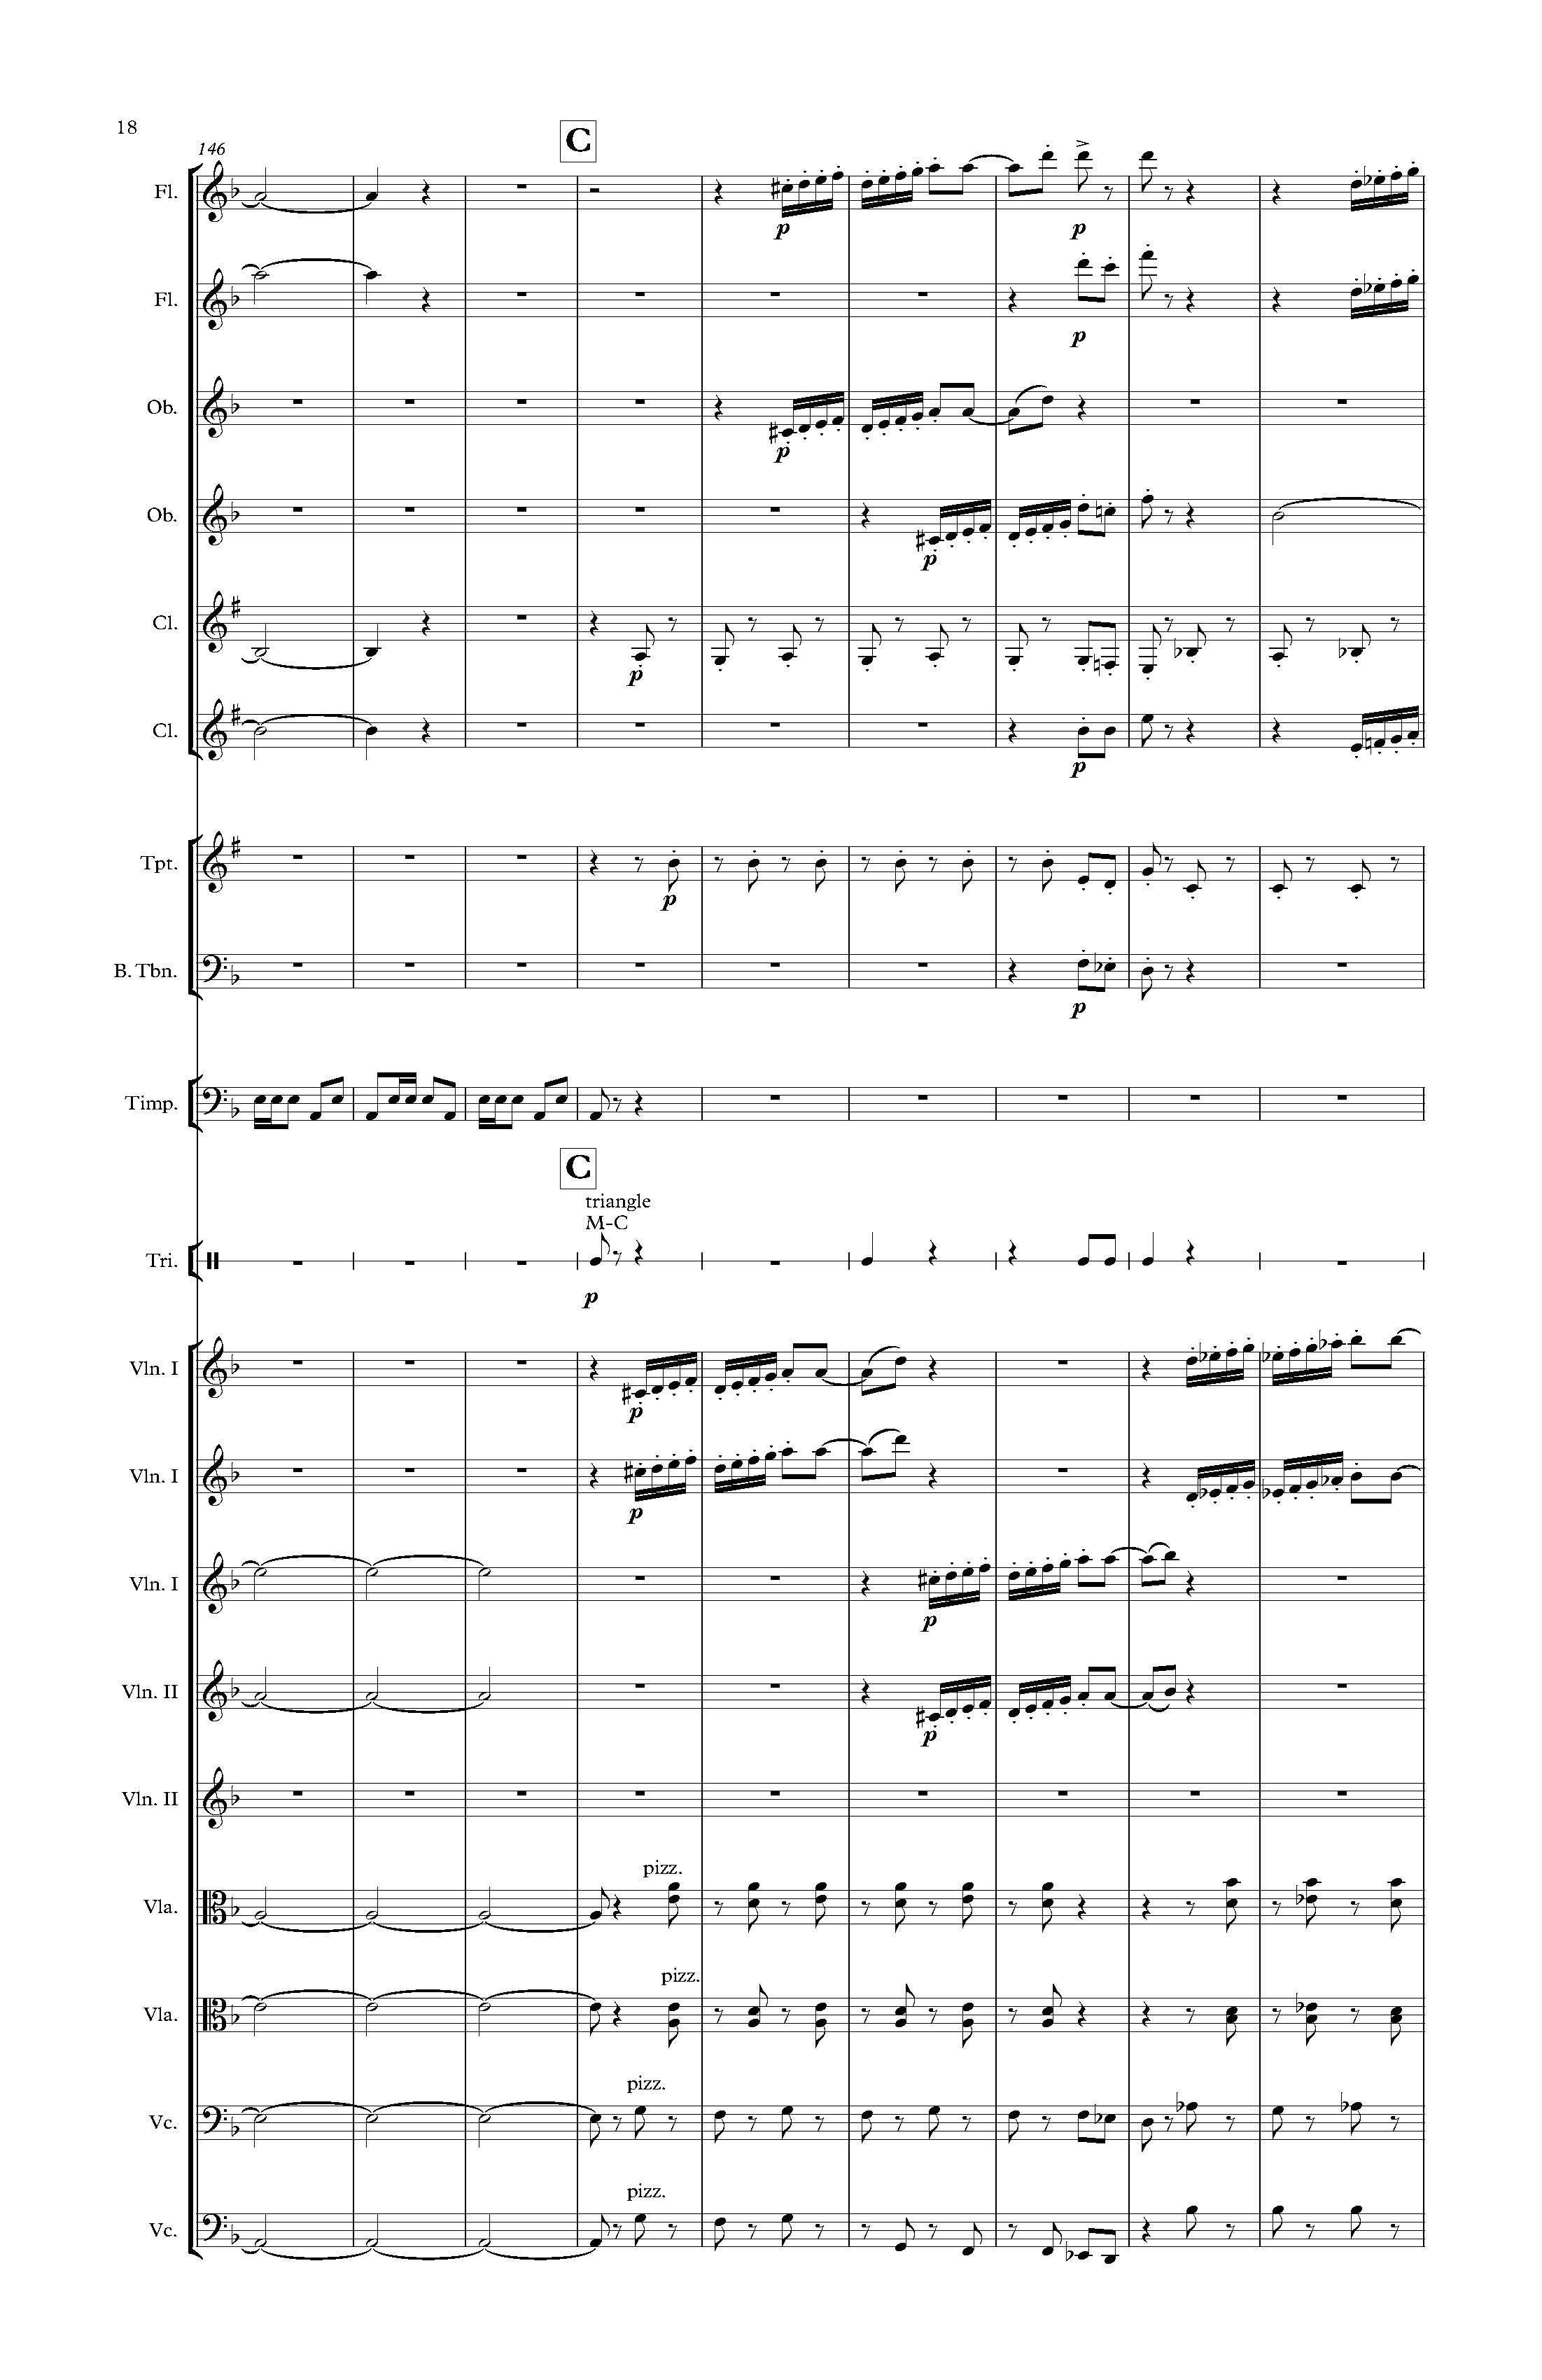 18
146
C
Fl.
p
p
Fl.
p
Ob.
p
Ob.
p
Cl.
p
Cl.
p
Tpt.
p
B. Tbn.
p
Timp.
C
triangle
M-C
Tri.
p
Vln. I
p
Vln. I
p
Vln. I
p
Vln. II
p
Vln. II
pizz.
Vla.
pizz.
Vla.
pizz.
Vc.
pizz.
Vc.